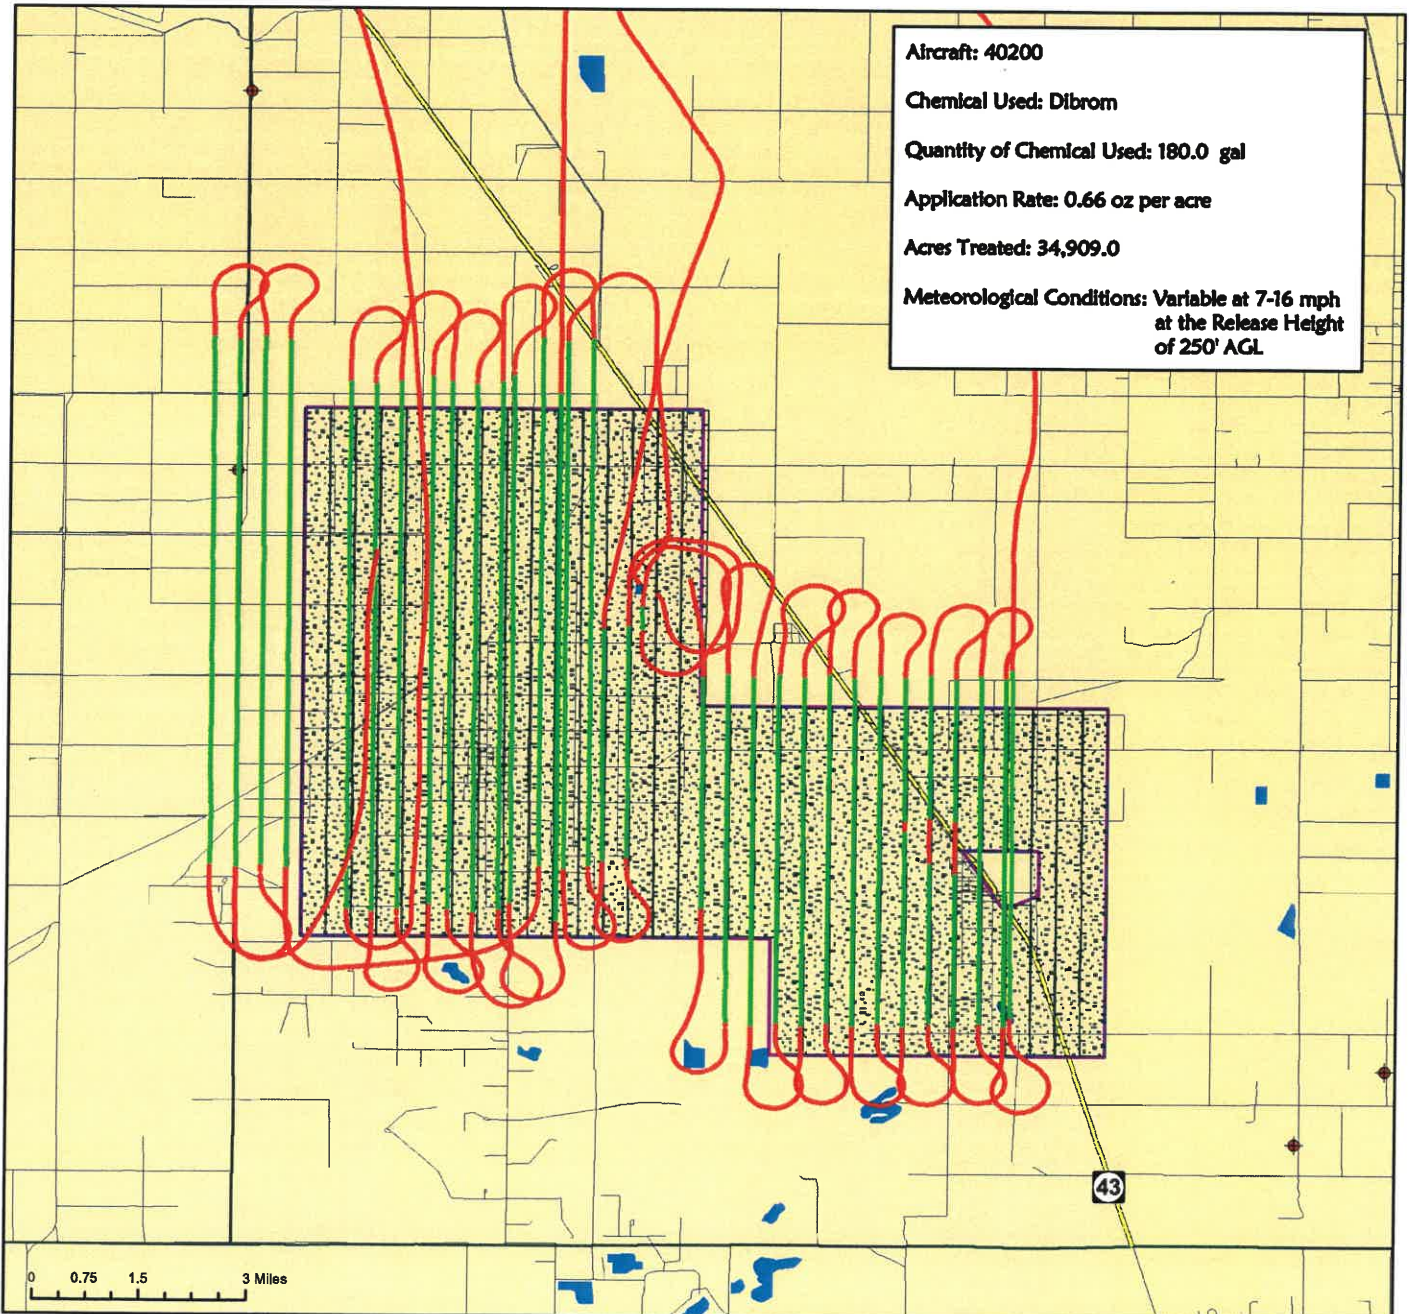 Aircraft: 40200
Chemical Used: Dibrom
Quantity of Chemical Used: 180.0 gal
Application Rate: 0.66 oz per acre
Acres Treated: 34,909.0
Meteorological Conditions: Variable at 7-16 mph
at the Release Height
of 250' AGL
43
0 0.75 1.5 3 Miles